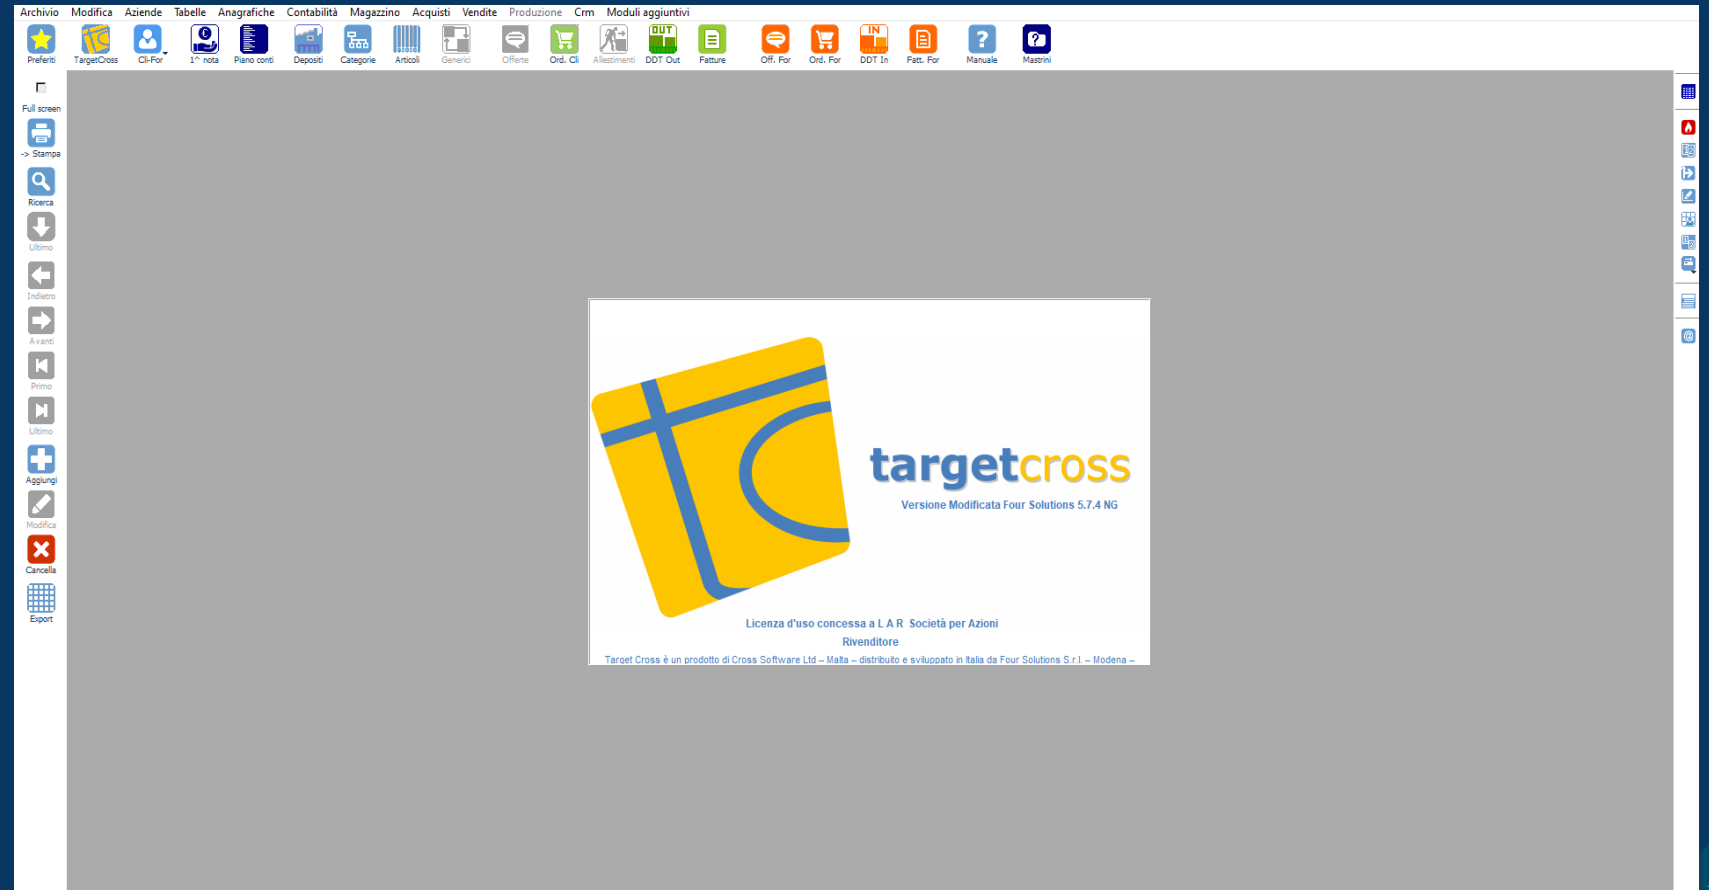 Archivio Modifica Aziende Tabelle Anagrafiche Contabilità Magazzino Acquisti Vendite Produzione Crm Moduli aggiuntivi
Preferiti TargetCross Cli-For 1^ nota Piano conti Depositi Categorie Articoli Generici Offerte Ord. Cli Allestimenti DDT Out Fatture Off. For Ord. For DDT In Fatt. For Manuale Mastrini
Full screen
-> Stampa
Ricerca
Ultimo
Indietro
Avanti
Primo
Ultimo
Aggiungi
Modifica
Cancella
Export
targetcross
Versione Modificata Four Solutions 5.7.4 NG
Licenza d'uso concessa a L A R Società per Azioni
Rivenditore
Target Cross è un prodotto di Cross Software Ltd – Malta – distribuito e sviluppato in Italia da Four Solutions S.r.l. – Modena –